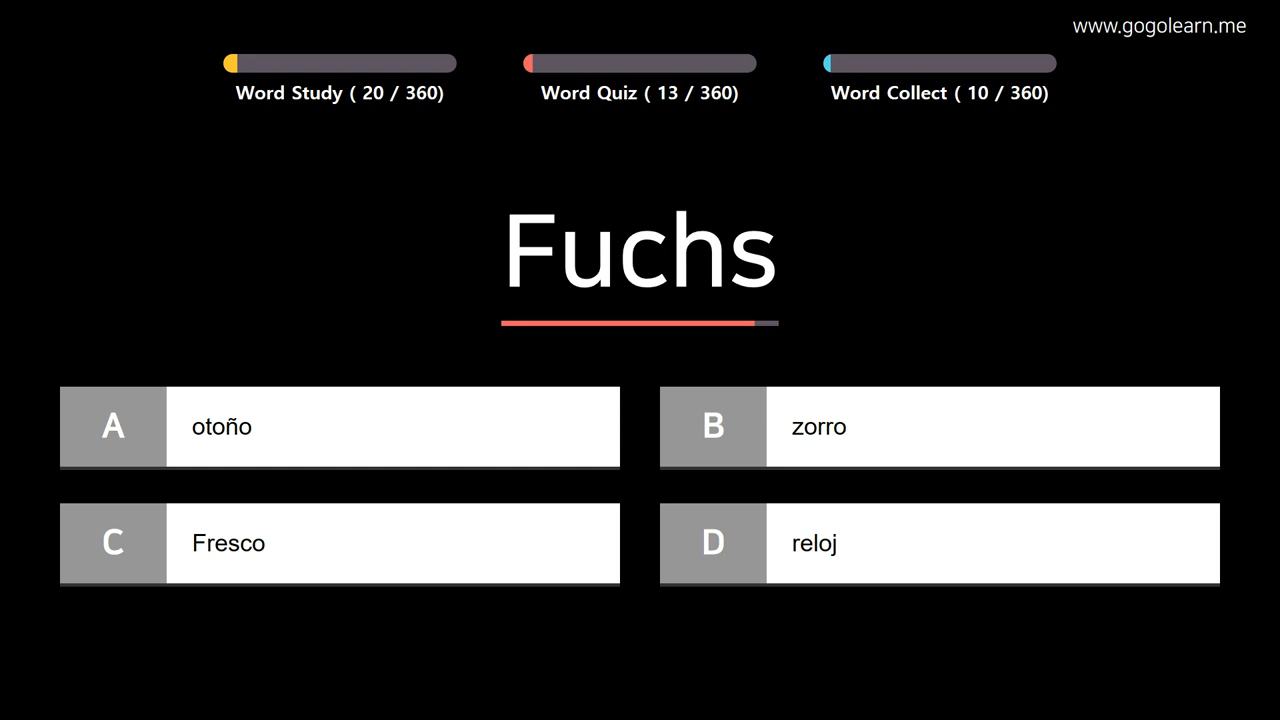 www.gogolearn.me
Word Study ( 20 / 360)
Word Quiz ( 13 / 360)
Word Collect ( 10 / 360)
Fuchs
A otoño
B zorro
C Fresco
D reloj